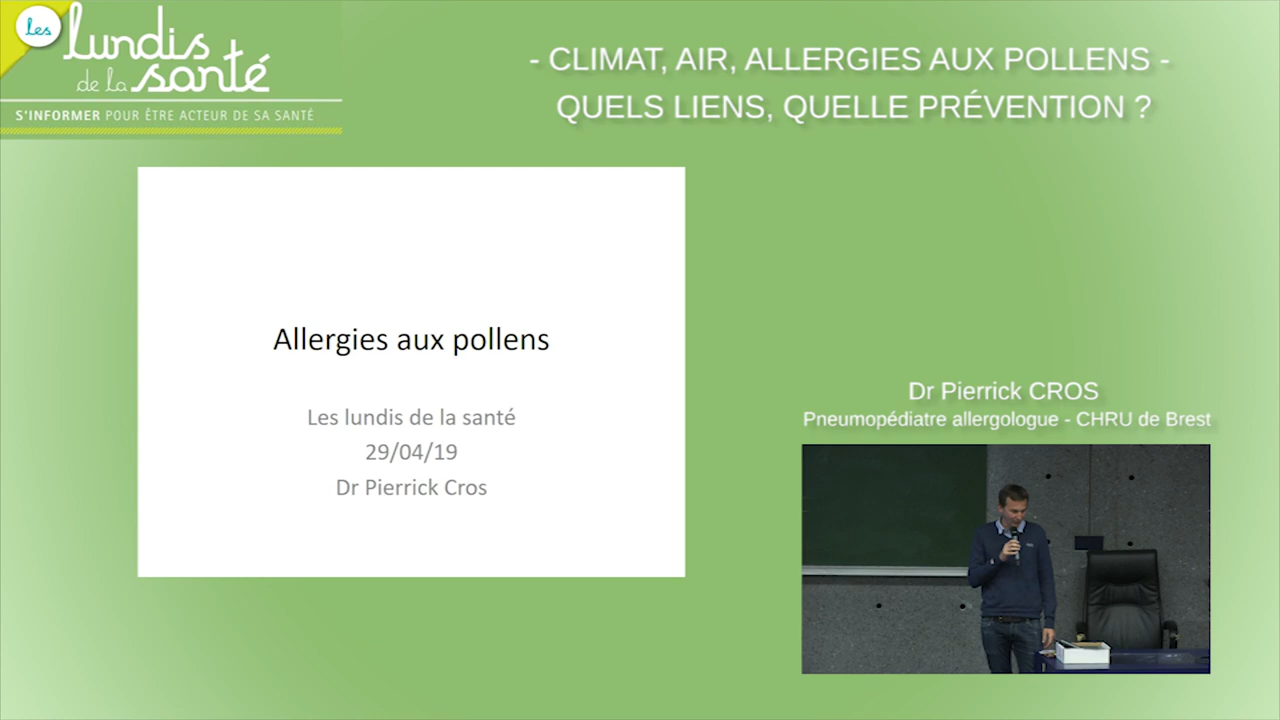 Les
lundis
de la santé
S'INFORMER POUR ÊTRE ACTEUR DE SA SANTÉ
- CLIMAT, AIR, ALLERGIES AUX POLLENS -
QUELS LIENS, QUELLE PRÉVENTION ?
Allergies aux pollens
Les lundis de la santé
29/04/19
Dr Pierrick Cros
Dr Pierrick CROS
Pneumopédiatre allergologue - CHRU de Brest